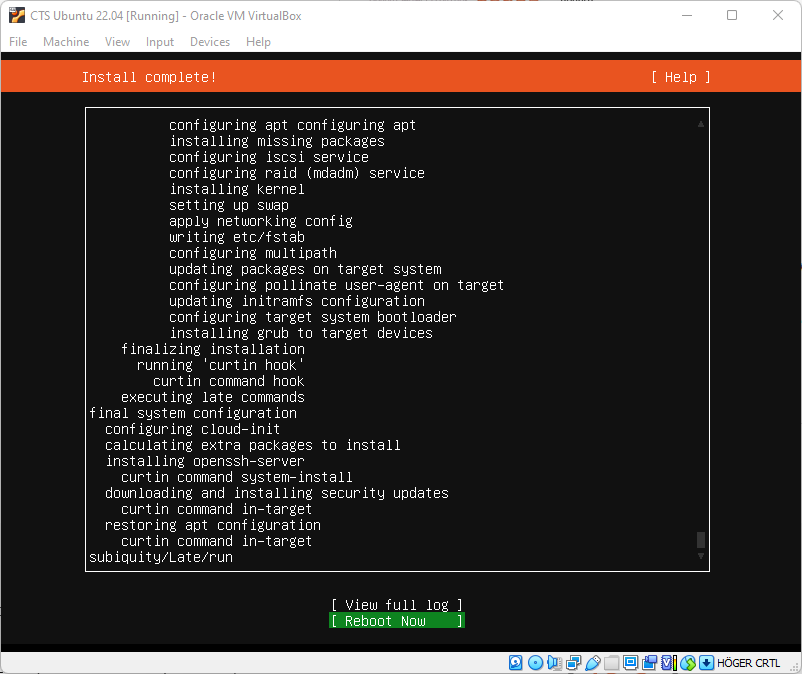 CTS Ubuntu 22.04 [Running] - Oracle VM VirtualBox
File Machine View Input Devices Help
Install complete! [ Help ]
configuring apt configuring apt
installing missing packages
configuring iscsi service
configuring raid (mdadm) service
installing kernel
setting up swap
apply networking config
writing etc/fstab
configuring multipath
updating packages on target system
configuring pollinate user-agent on target
updating initramfs configuration
configuring target system bootloader
installing grub to target devices
finalizing installation
running 'curtin hook'
curtin command hook
executing late commands
final system configuration
configuring cloud-init
calculating extra packages to install
installing openssh-server
curtin command system-install
downloading and installing security updates
curtin command in-target
restoring apt configuration
curtin command in-target
subiquity/Late/run
[ View full log ]
[ Reboot Now ]
HÖGER CRTL